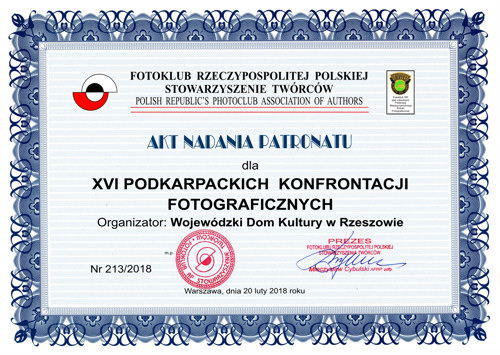 FOTOKLUB RZECZYPOSPOLITEJ POLSKIEJ
STOWARZYSZENIE TWÓRCÓW
POLISH REPUBLIC'S PHOTOCLUB ASSOCIATION OF AUTHORS
AKT NADANIA PATRONATU
dla
XVI PODKARPACKICH KONFRONTACJI
FOTOGRAFICZNYCH
Organizator: Wojewódzki Dom Kultury w Rzeszowie
PREZES
FOTOKLUBU RZECZYPOSPOLITEJ POLSKIEJ
STOWARZYSZENIA TWÓRCÓW
Mieczysław Cybulski
Nr 213/2018
Warszawa, dnia 20 luty 2018 roku